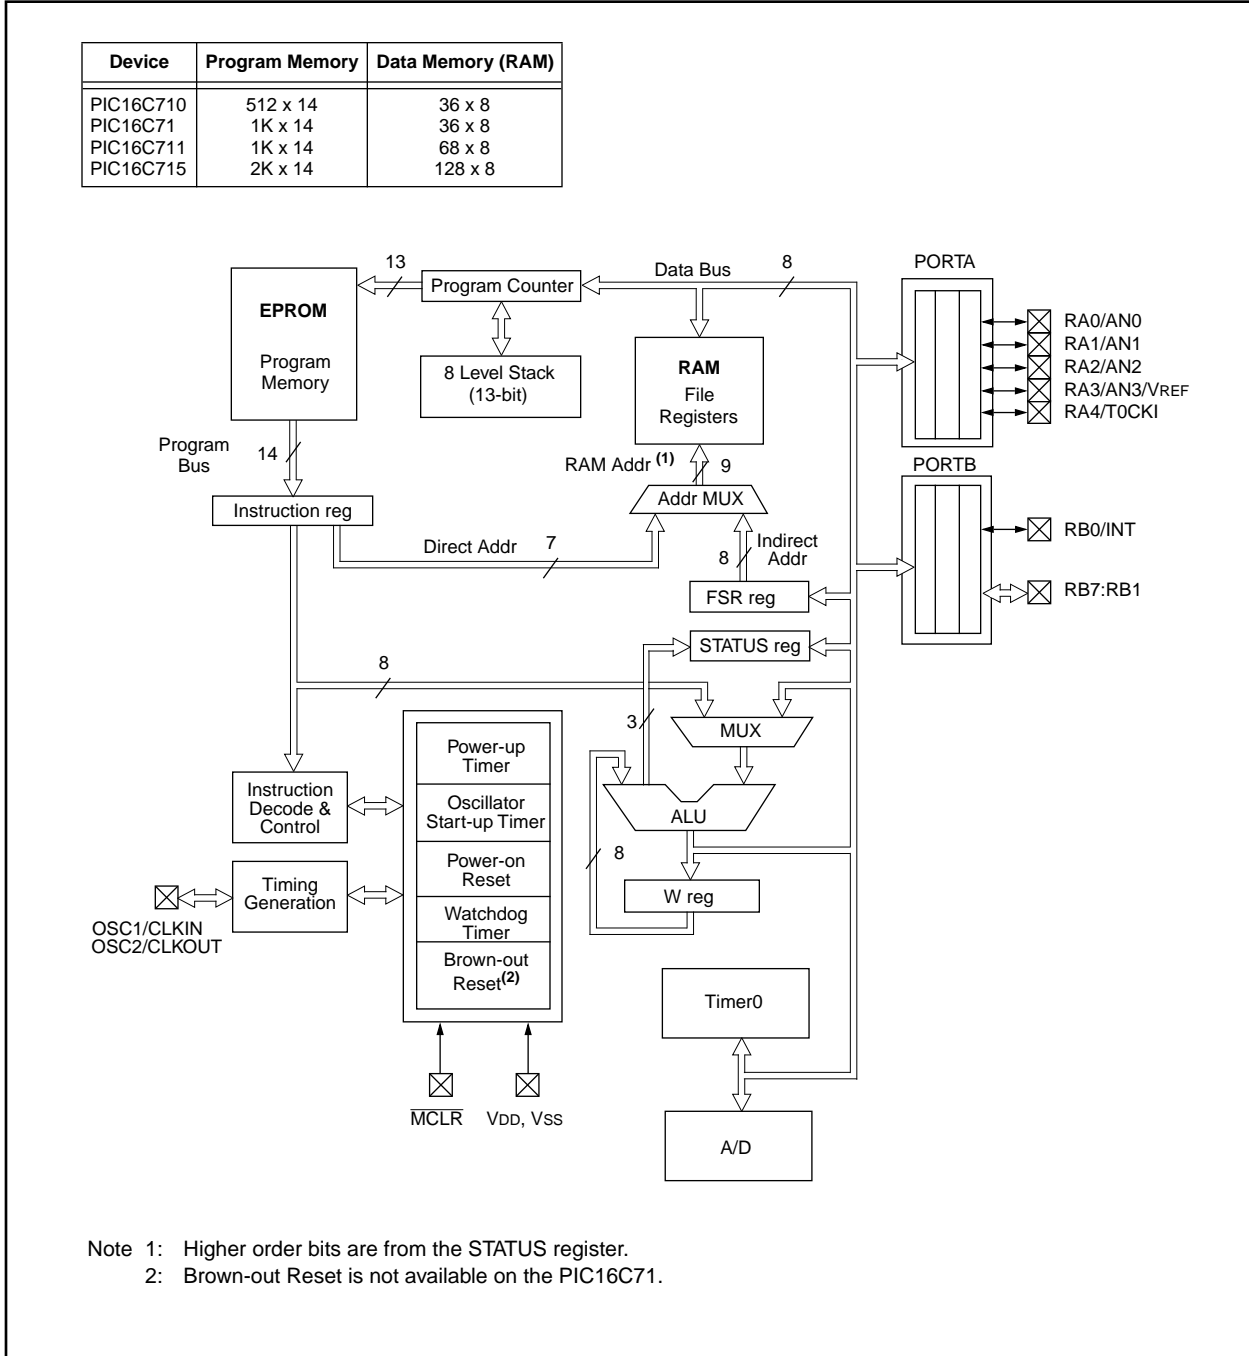 Device Program Memory Data Memory (RAM)
PIC16C710 512 x 14 36 x 8
PIC16C71 1K x 14 36 x 8
PIC16C711 1K x 14 68 x 8
PIC16C715 2K x 14 128 x 8
13
Program Counter
Data Bus
8
PORTA
EPROM
Program
Memory
8 Level Stack
(13-bit)
RAM
File
Registers
RA0/AN0
RA1/AN1
RA2/AN2
RA3/AN3/VREF
RA4/T0CKI
Program
Bus
14
RAM Addr (1)
9
PORTB
Instruction reg
Addr MUX
Direct Addr
7
8
Indirect
Addr
RB0/INT
FSR reg
RB7:RB1
STATUS reg
8
3
MUX
Power-up
Timer
Instruction
Decode &
Control
Oscillator
Start-up Timer
ALU
8
Power-on
Reset
Timing
Generation
W reg
OSC1/CLKIN
OSC2/CLKOUT
Watchdog
Timer
Brown-out
Reset(2)
Timer0
MCLR
VDD, VSS
A/D
Note 1: Higher order bits are from the STATUS register.
2: Brown-out Reset is not available on the PIC16C71.